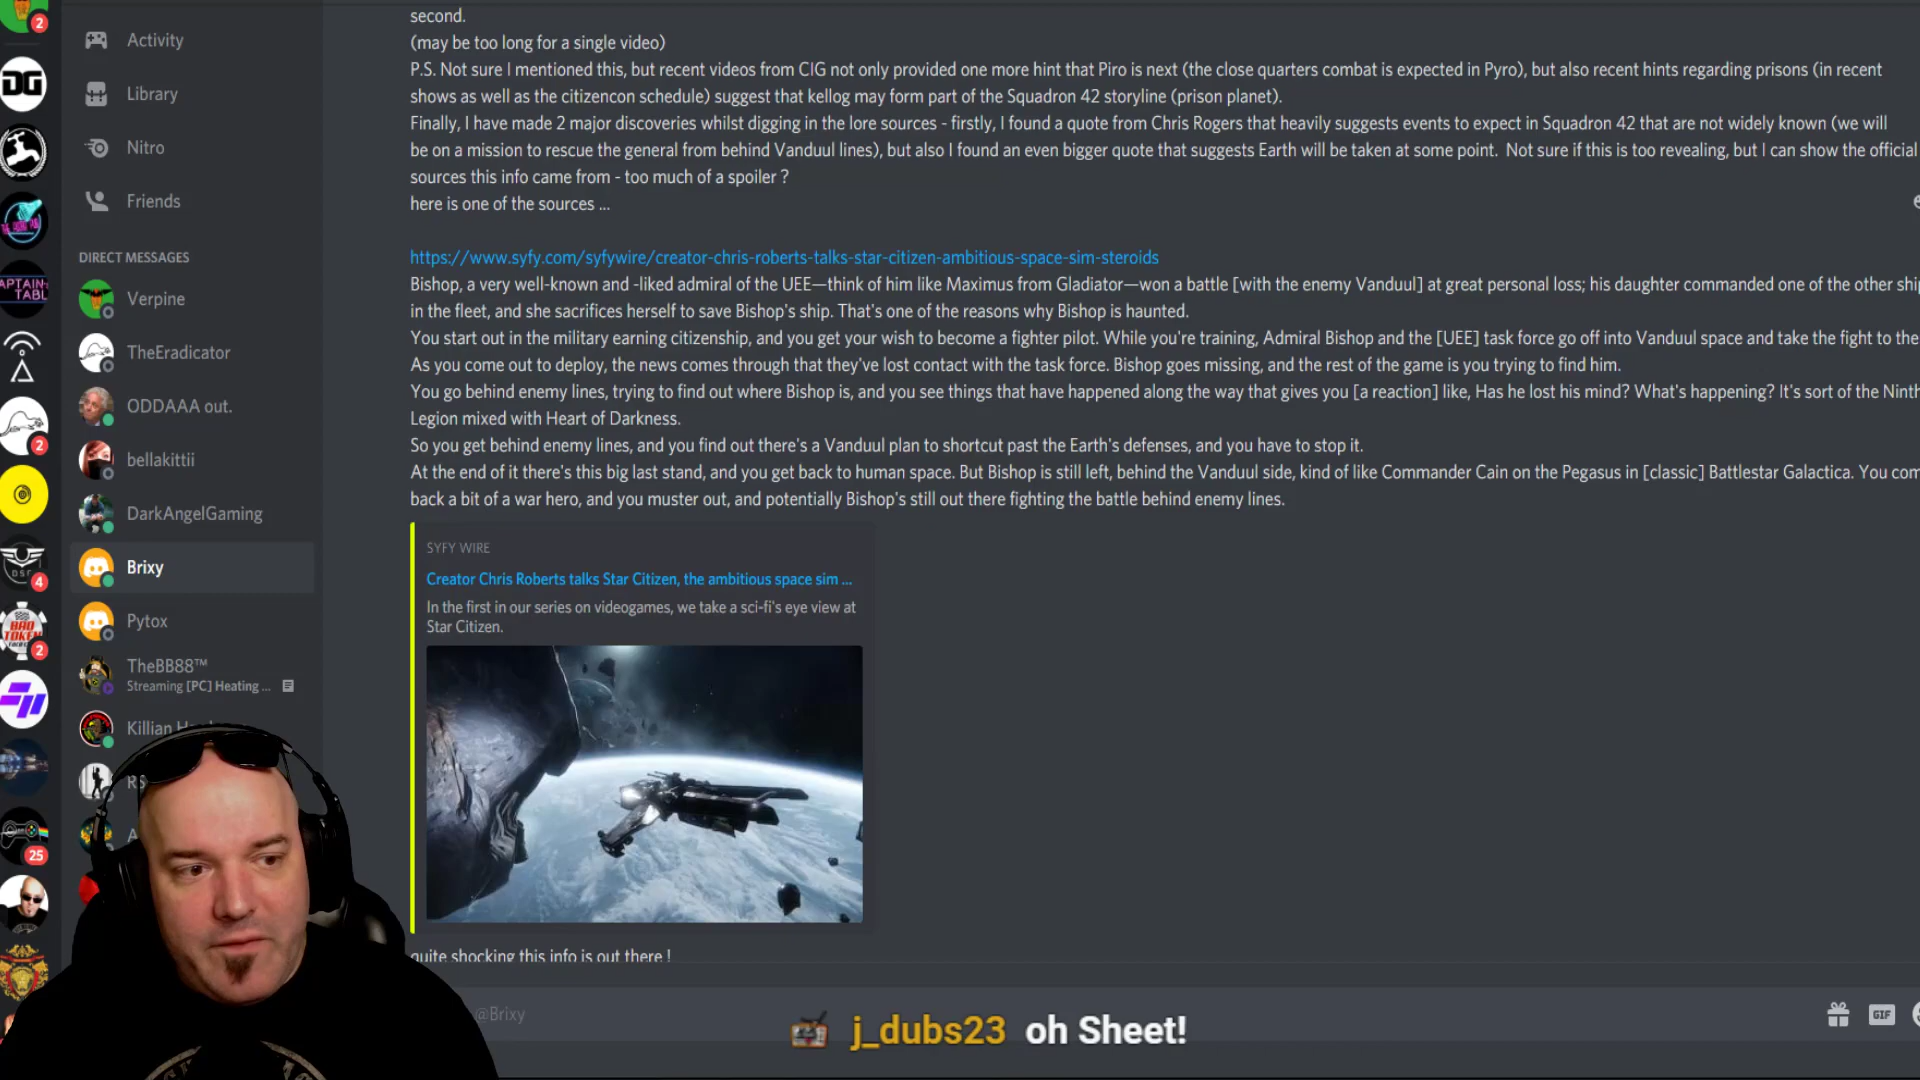 second.
Activity
(may be too long for a single video)
P.S. Not sure I mentioned this, but recent videos from CIG not only provided one more hint that Piro is next (the close quarters combat is expected in Pyro), but also recent hints regarding prisons (in recent
Library
shows as well as the citizencon schedule) suggest that kellog may form part of the Squadron 42 storyline (prison planet).
Finally, I have made 2 major discoveries whilst digging in the lore sources - firstly, I found a quote from Chris Rogers that heavily suggests events to expect in Squadron 42 that are not widely known (we will
Nitro
be on a mission to rescue the general from behind Vanduul lines), but also I found an even bigger quote that suggests Earth will be taken at some point. Not sure if this is too revealing, but I can show the official
sources this info came from - too much of a spoiler ?
Friends
here is one of the sources ...
DIRECT MESSAGES
https://www.syfy.com/syfywire/creator-chris-roberts-talks-star-citizen-ambitious-space-sim-steroids
Verpine
Bishop, a very well-known and -liked admiral of the UEE—think of him like Maximus from Gladiator—won a battle [with the enemy Vanduul] at great personal loss; his daughter commanded one of the other ship
in the fleet, and she sacrifices herself to save Bishop's ship. That's one of the reasons why Bishop is haunted.
TheEradicator
You start out in the military earning citizenship, and you get your wish to become a fighter pilot. While you're training, Admiral Bishop and the [UEE] task force go off into Vanduul space and take the fight to the
As you come out to deploy, the news comes through that they've lost contact with the task force. Bishop goes missing, and the rest of the game is you trying to find him.
ODDAAA out.
You go behind enemy lines, trying to find out where Bishop is, and you see things that have happened along the way that gives you [a reaction] like, Has he lost his mind? What's happening? It's sort of the Ninth
Legion mixed with Heart of Darkness.
bellakittii
So you get behind enemy lines, and you find out there's a Vanduul plan to shortcut past the Earth's defenses, and you have to stop it.
At the end of it there's this big last stand, and you get back to human space. But Bishop is still left, behind the Vanduul side, kind of like Commander Cain on the Pegasus in [classic] Battlestar Galactica. You com
DarkAngelGaming
back a bit of a war hero, and you muster out, and potentially Bishop's still out there fighting the battle behind enemy lines.
SYFY WIRE
Brixy
Creator Chris Roberts talks Star Citizen, the ambitious space sim ...
In the first in our series on videogames, we take a sci-fi's eye view at
Star Citizen.
Pytox
TheBB88™
Streaming [PC] Heating ...
Killian
quite shocking this info is out there !
@Brixy
GIF
j_dubs23 oh Sheet!
2
DG
2
DSF
4
BAD
TOKEN
2
25